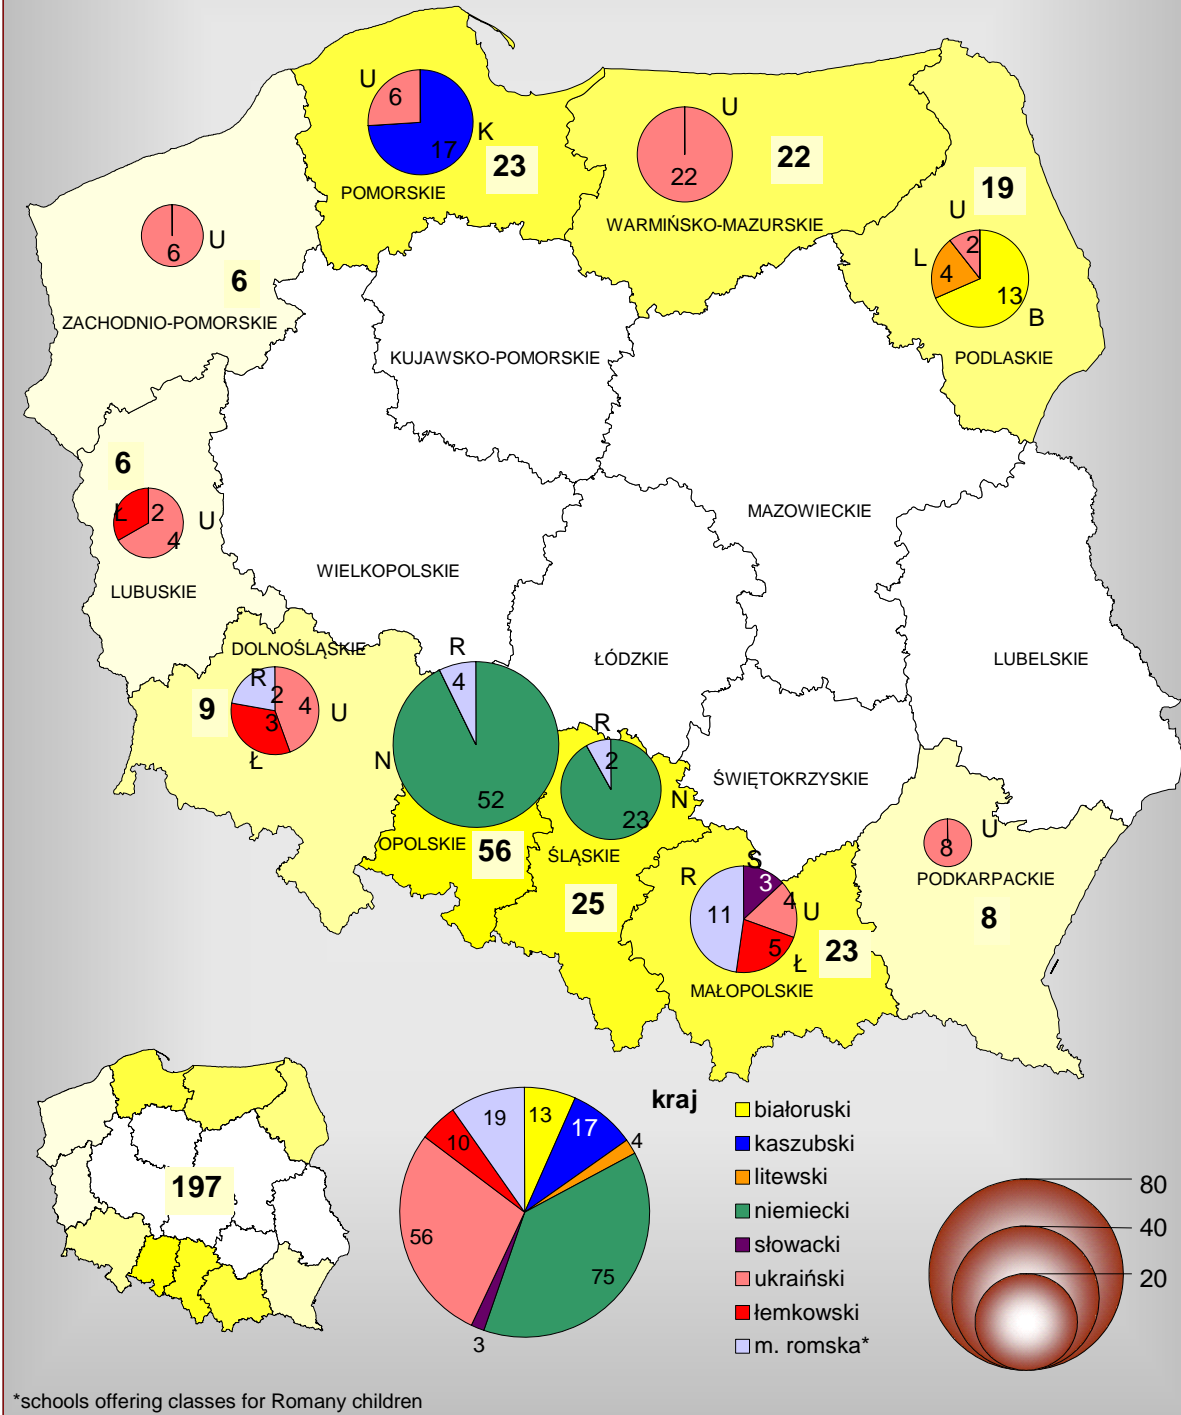 U
6
17
K
23
POMORSKIE
U
22
22
WARMIŃSKO-MAZURSKIE
19
U
L
2
4
13
B
PODLASKIE
6
U
6
ZACHODNIO-POMORSKIE
KUJAWSKO-POMORSKIE
6
Ł
2
4
U
LUBUSKIE
WIELKOPOLSKIE
MAZOWIECKIE
ŁÓDZKIE
LUBELSKIE
DOLNOŚLĄSKIE
R
2
4
3
U
Ł
9
R
4
N
52
OPOLSKIE
56
R
2
N
23
ŚLĄSKIE
25
ŚWIĘTOKRZYSKIE
S
R
3
11
4
U
5
Ł
23
MAŁOPOLSKIE
U
8
PODKARPACKIE
8
197
kraj
19
13
17
4
10
56
75
3
białoruski
kaszubski
litewski
niemiecki
słowacki
ukraiński
łemkowski
m. romska*
80
40
20
*schools offering classes for Romany children